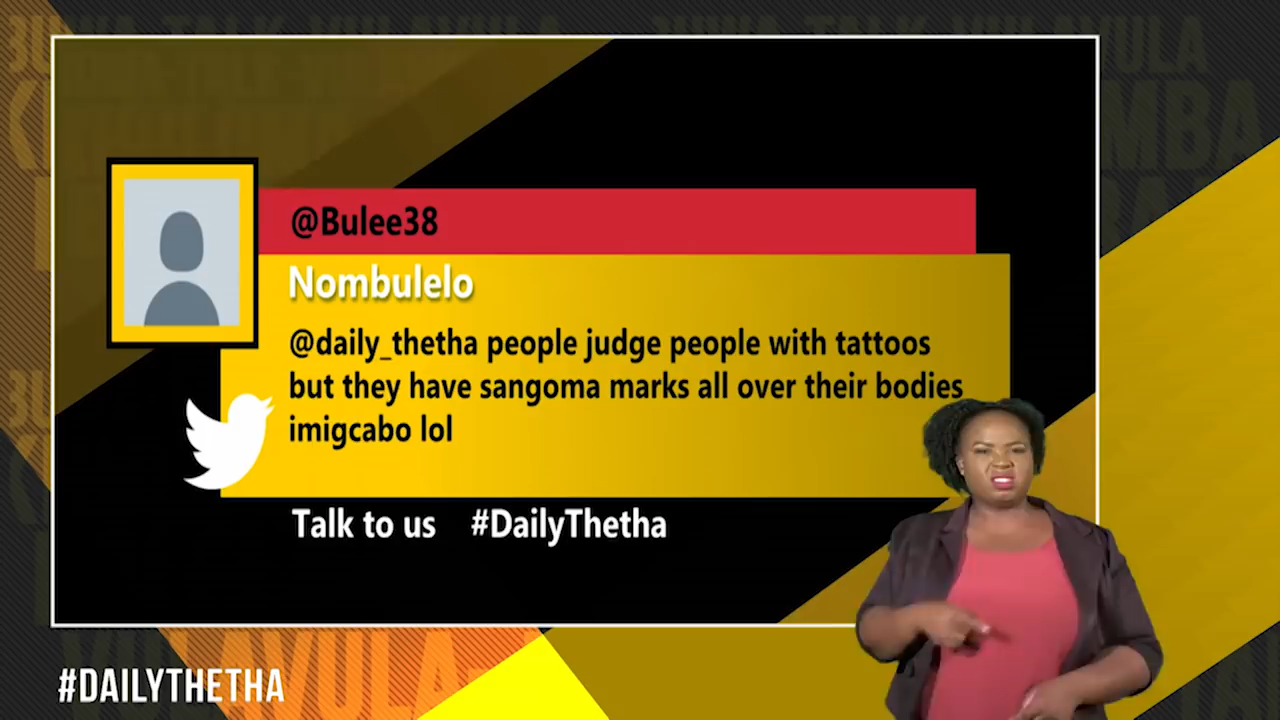 @Bulee38
Nombulelo
@daily_thetha people judge people with tattoos
but they have sangoma marks all over their bodies
imigcabo lol
Talk to us #DailyThetha
#DAILYTHETHA